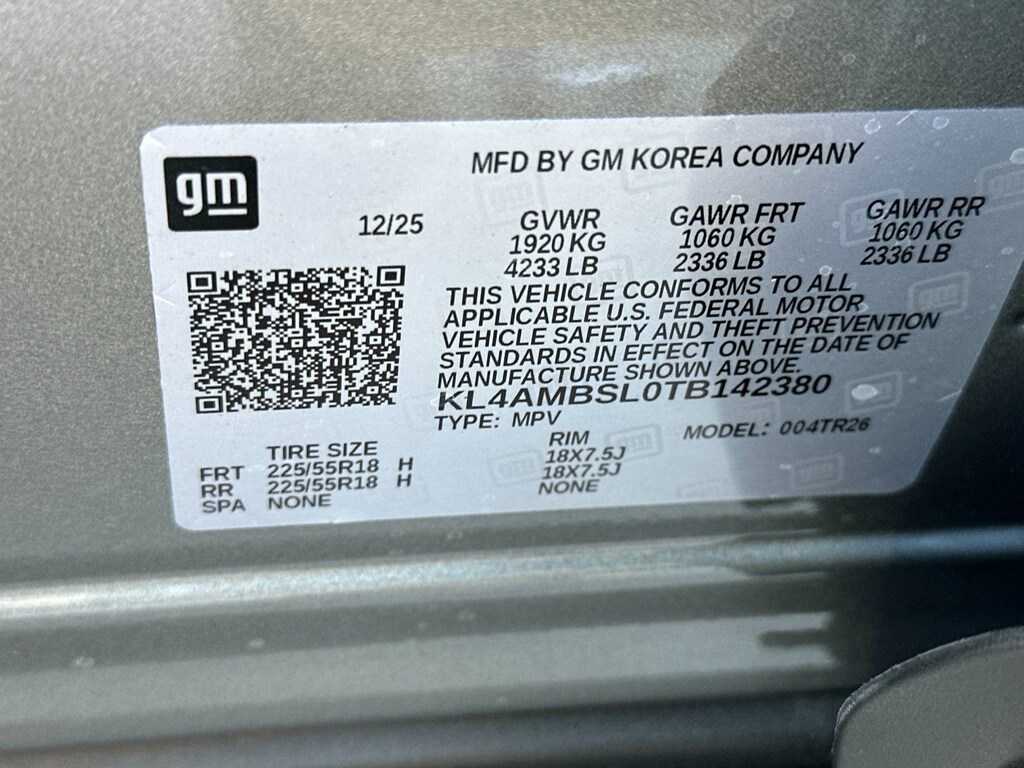 gm
MFD BY GM KOREA COMPANY
12/25 GVWR GAWR FRT GAWR RR
1920 KG 1060 KG 1060 KG
4233 LB 2336 LB 2336 LB
THIS VEHICLE CONFORMS TO ALL
APPLICABLE U.S. FEDERAL MOTOR
VEHICLE SAFETY AND THEFT PREVENTION
STANDARDS IN EFFECT ON THE DATE OF
MANUFACTURE SHOWN ABOVE.
KL4AMBSL0TB142380
TYPE: MPV MODEL: 004TR26
TIRE SIZE RIM
FRT 225/55R18 H 18X7.5J
RR 225/55R18 H 18X7.5J
SPA NONE NONE